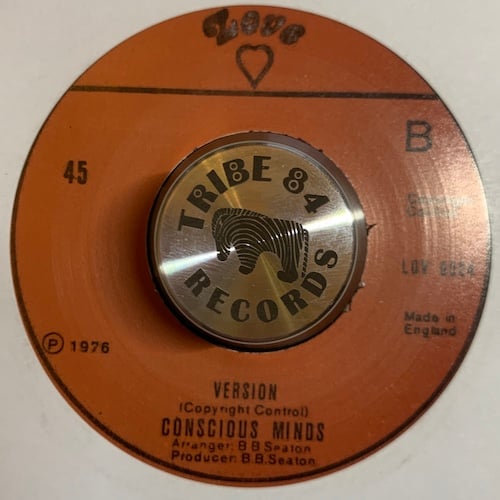 Love
B
45
LOV 0024
Made in
England
TRIBE 84
RECORDS
℗ 1976
VERSION
(Copyright Control)
CONSCIOUS MINDS
Arranger: B.B. Seaton
Producer: B.B. Seaton